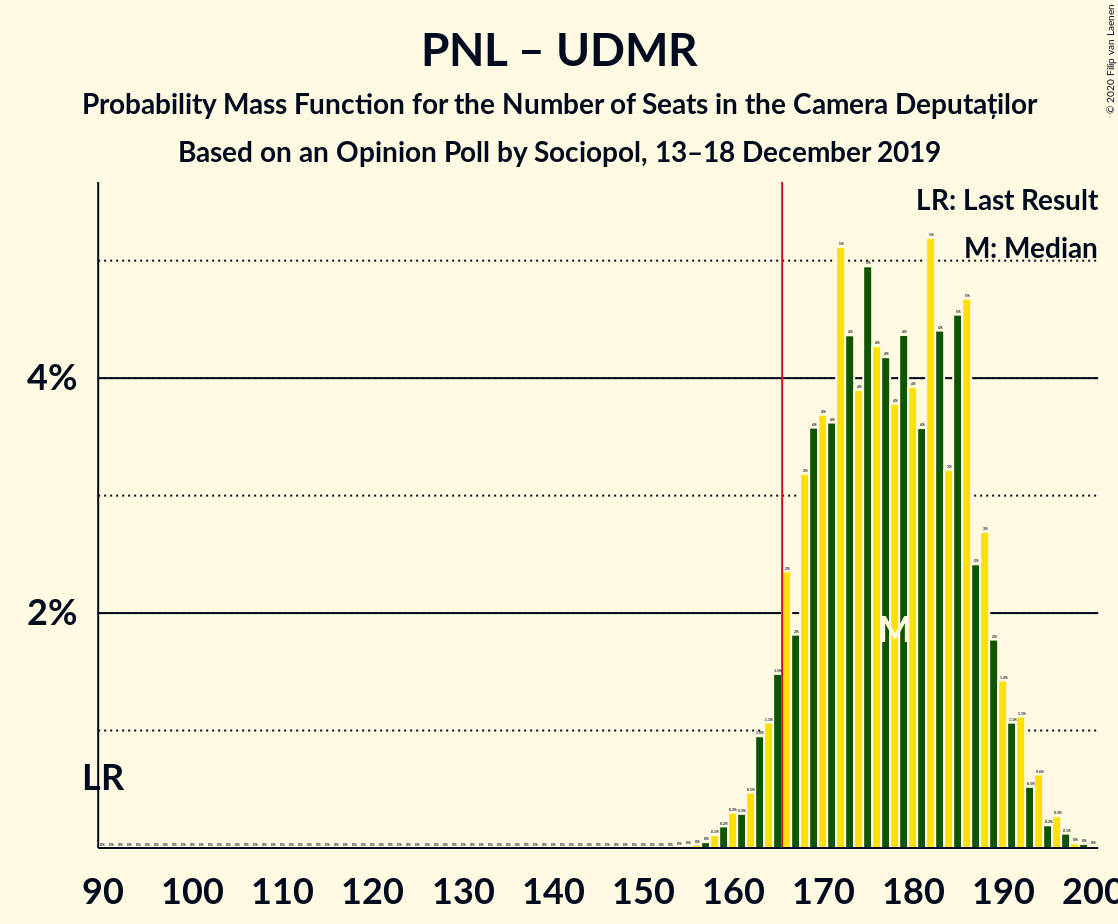 PNL – UDMR
Probability Mass Function for the Number of Seats in the Camera Deputaților
Based on an Opinion Poll by Sociopol, 13–18 December 2019
© 2020 Filip van Laenen
LR: Last Result
M: Median
4%
2%
LR
M
90 100 110 120 130 140 150 160 170 180 190 200